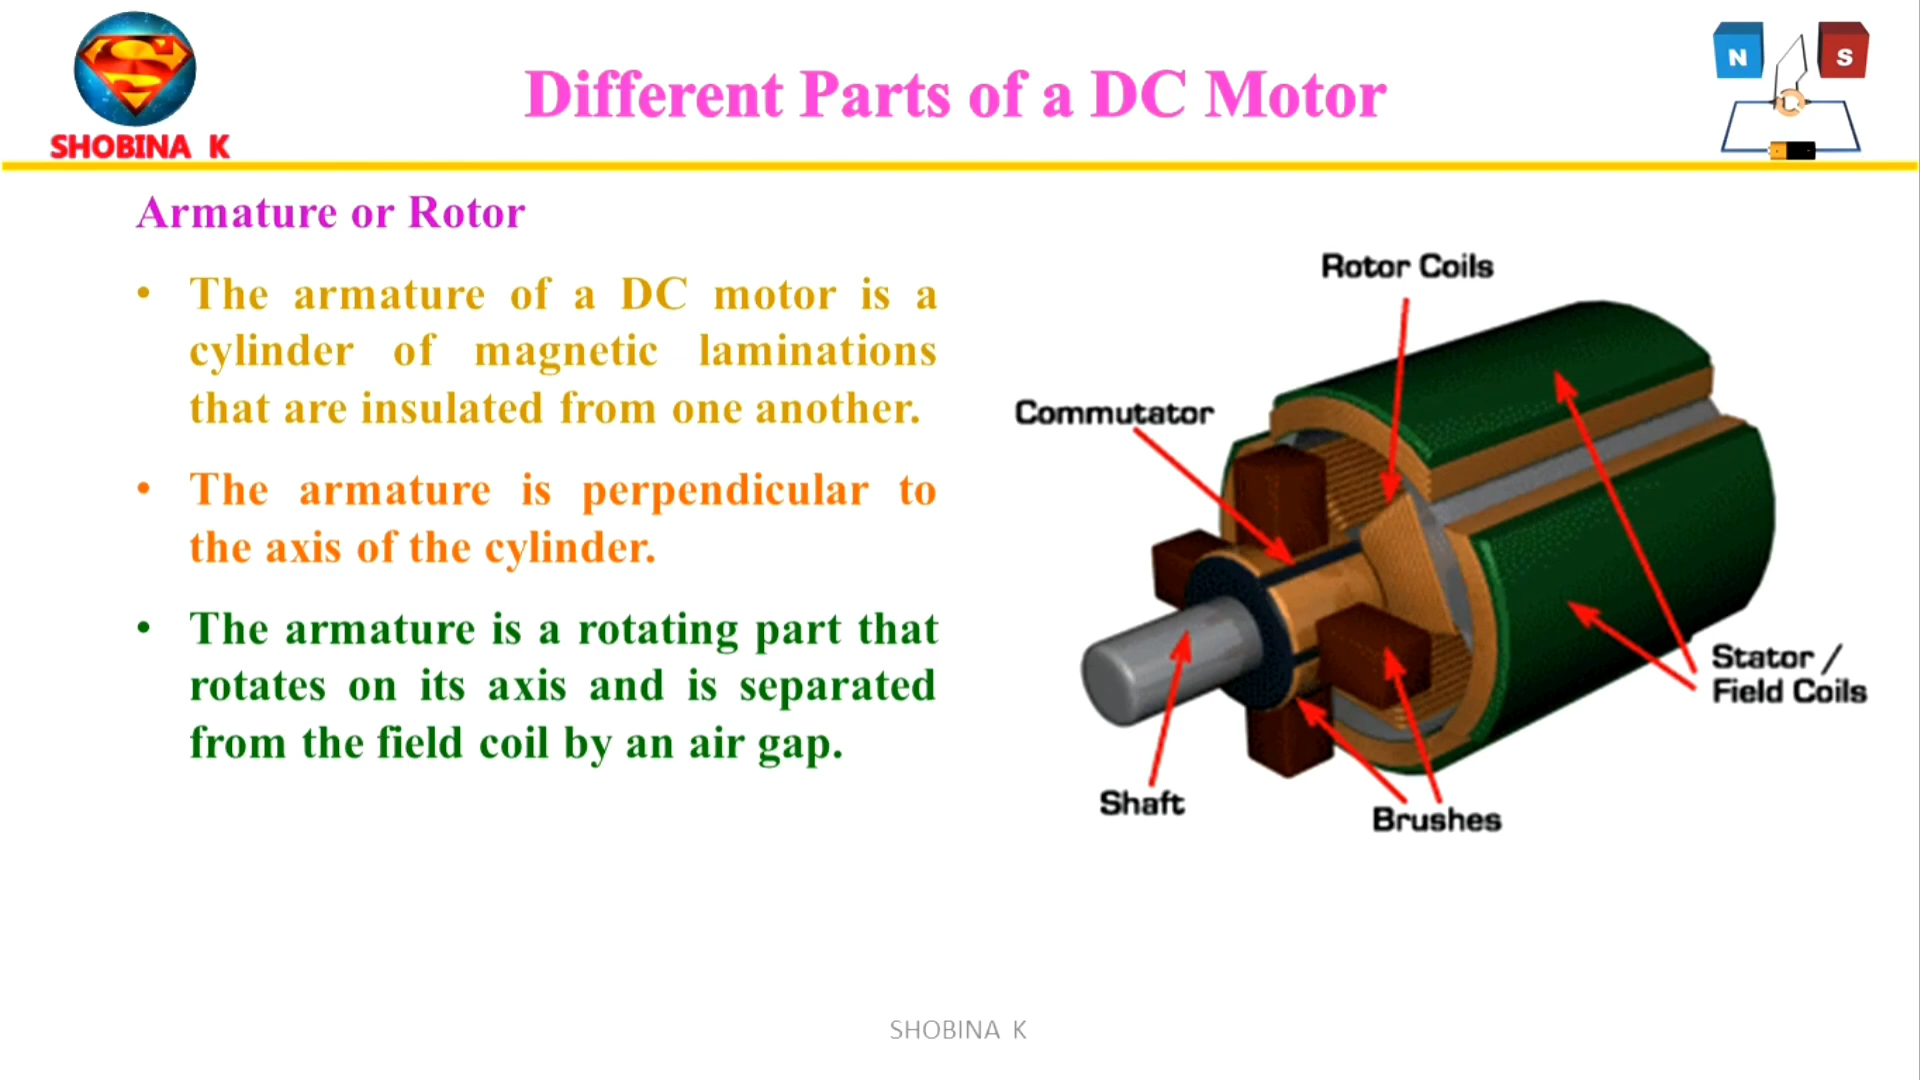 SHOBINA K
Different Parts of a DC Motor
N
S
Armature or Rotor
• The armature of a DC motor is a
cylinder of magnetic laminations
that are insulated from one another.
• The armature is perpendicular to
the axis of the cylinder.
• The armature is a rotating part that
rotates on its axis and is separated
from the field coil by an air gap.
Rotor Coils
Commutator
Stator /
Field Coils
Shaft
Brushes
SHOBINA K